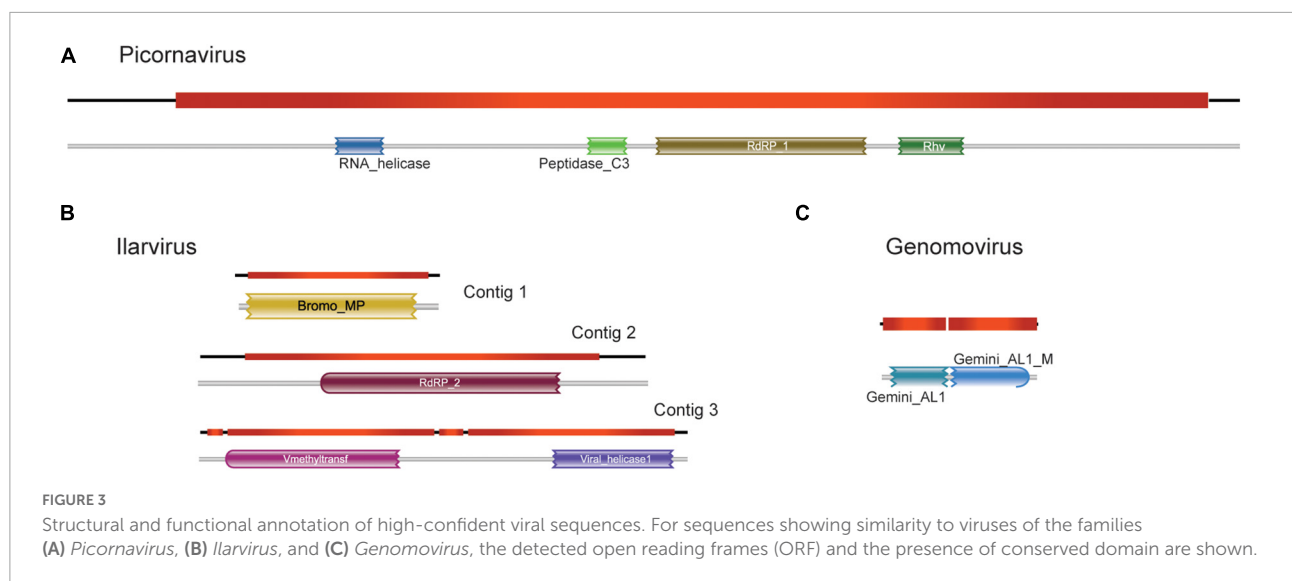 A Picornavirus
RNA_helicase
Peptidase_C3
RdRP_1
Rhv
B
Ilarvirus
Bromo_MP
Contig 1
Contig 2
RdRP_2
Contig 3
Vmethyltransf
Viral_helicase1
C
Genomovirus
Gemini_AL1_M
Gemini_AL1
FIGURE 3
Structural and functional annotation of high-confident viral sequences. For sequences showing similarity to viruses of the families
(A) Picornavirus, (B) Ilarvirus, and (C) Genomovirus, the detected open reading frames (ORF) and the presence of conserved domain are shown.